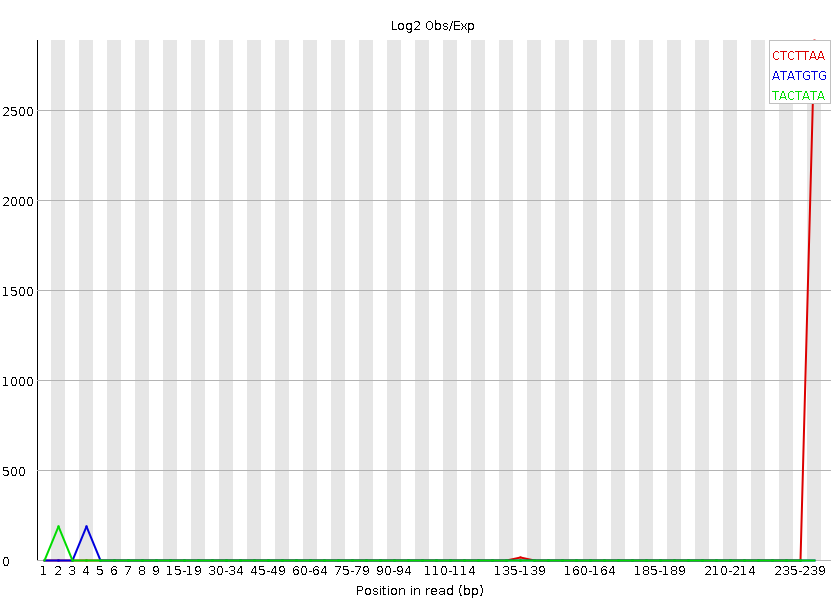 Log2 Obs/Exp
CTCTTAA
ATATGTG
TACTATA
2500
2000
1500
1000
500
0
1 2 3 4 5 6 7 8 9 15-19 30-34 45-49 60-64 75-79 90-94 110-114 135-139 160-164 185-189 210-214 235-239
Position in read (bp)